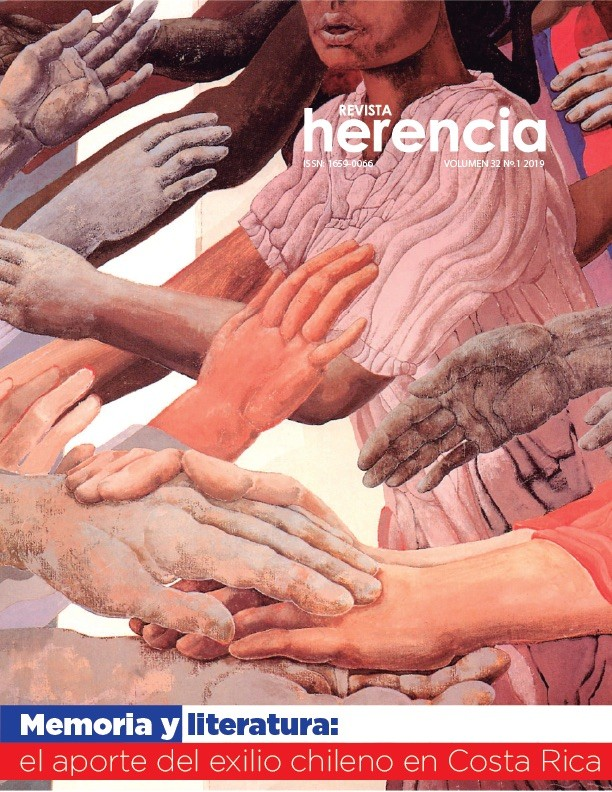 REVISTA
herencia
ISSN: 1659-0066 VOLUMEN 32 Nº.1 2019
Memoria y literatura:
el aporte del exilio chileno en Costa Rica